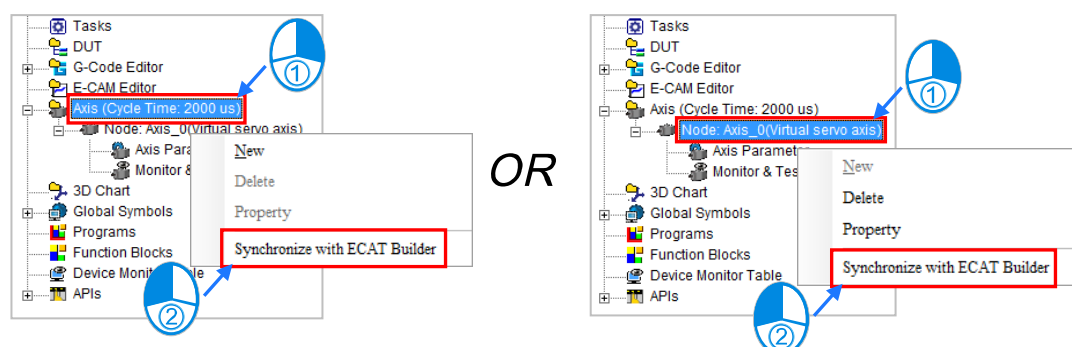 Tasks
DUT
G-Code Editor
E-CAM Editor
Axis (Cycle Time: 2000 us)
Node: Axis_0(Virtual servo axis)
Axis Para
Monitor &
3D Chart
Global Symbols
Programs
Function Blocks
Device Monit le
APIs
New
Delete
Property
Synchronize with ECAT Builder
1
2
OR
Tasks
DUT
G-Code Editor
E-CAM Editor
Axis (Cycle Time: 2000 us)
Node: Axis_0(Virtual servo axis)
Axis Paramete
Monitor & Tes
3D Chart
Global Symbols
Programs
Function Blocks
Device Monitor Table
APIs
New
Delete
Property
Synchronize with ECAT Builder
1
2